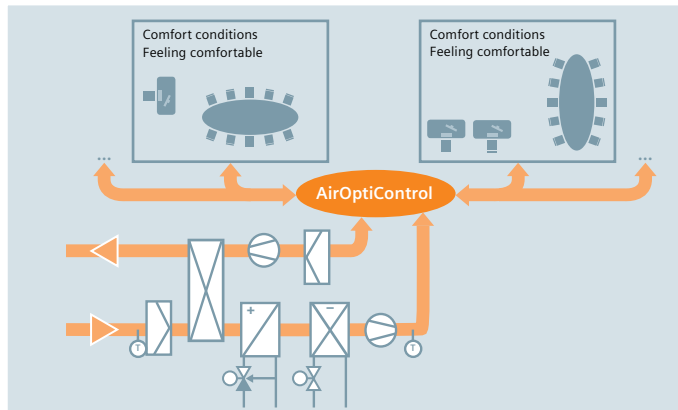 Comfort conditions
Feeling comfortable
Comfort conditions
Feeling comfortable
...
...
AirOptiControl
+
–
T
T